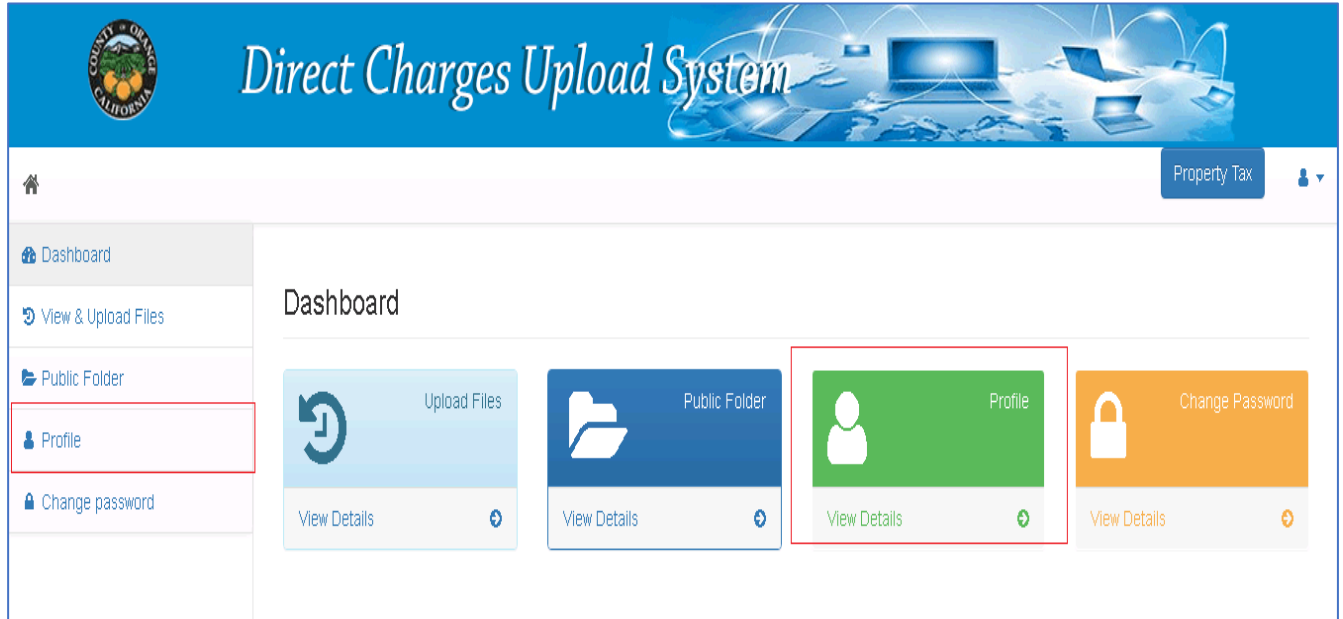 COUNTY OF ORANGE
CALIFORNIA
Direct Charges Upload System
Property Tax
Dashboard
View & Upload Files
Public Folder
Profile
Change password
Dashboard
Upload Files
View Details
Public Folder
View Details
Profile
View Details
Change Password
View Details